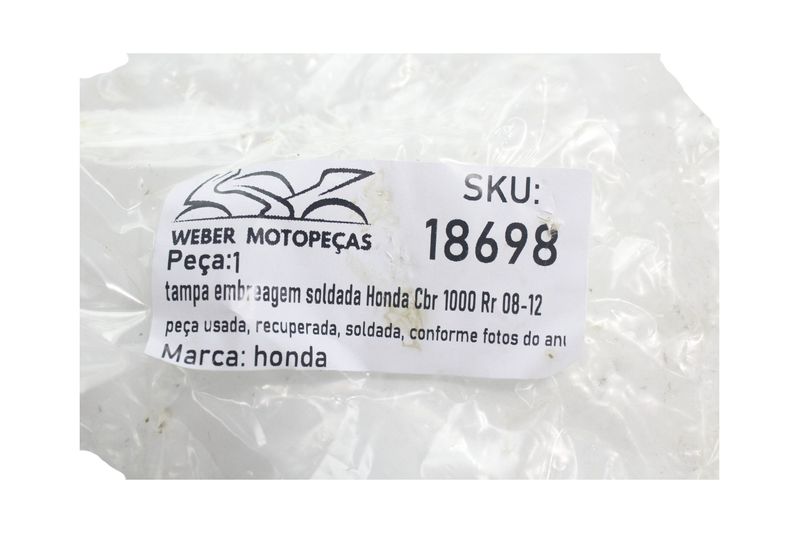 WEBER MOTOPEÇAS
SKU:
18698
Peça:1
tampa embreagem soldada Honda Cbr 1000 Rr 08-12
peça usada, recuperada, soldada, conforme fotos do anu
Marca: honda